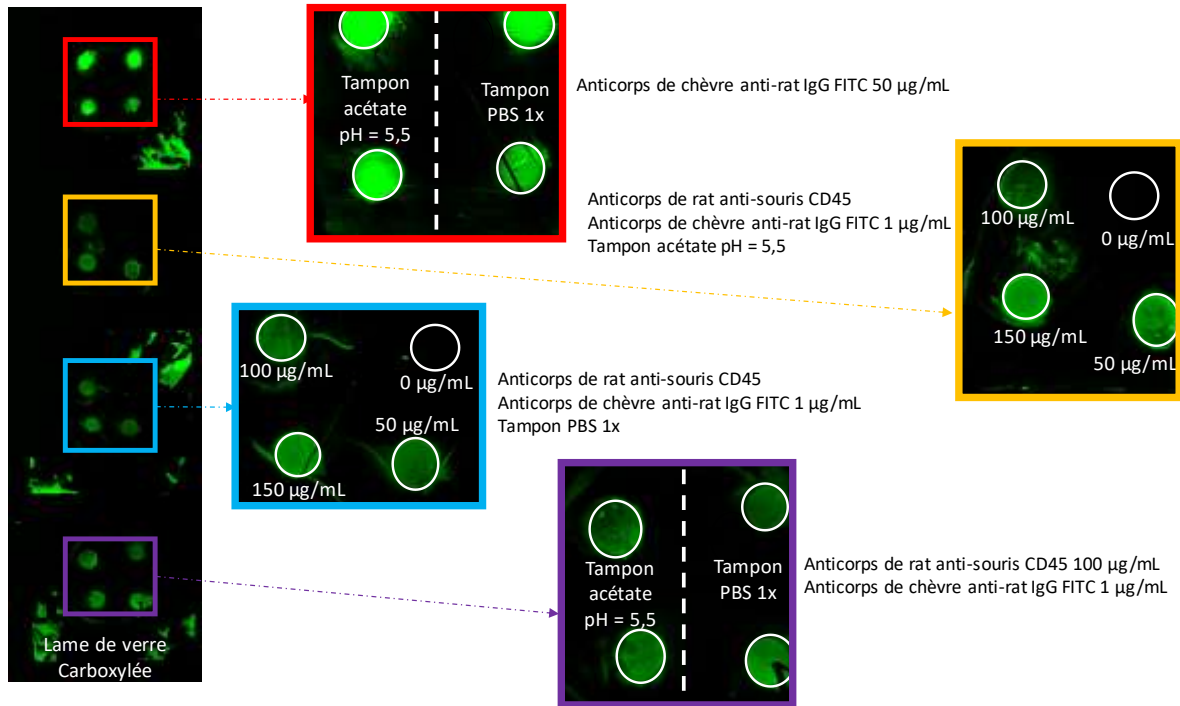 Tampon
acétate
pH = 5,5
Tampon
PBS 1x
Anticorps de chèvre anti-rat IgG FITC 50 µg/mL
Anticorps de rat anti-souris CD45
Anticorps de chèvre anti-rat IgG FITC 1 µg/mL
Tampon acétate pH = 5,5
100 µg/mL
0 µg/mL
150 µg/mL
50 µg/mL
100 µg/mL
0 µg/mL
50 µg/mL
150 µg/mL
Anticorps de rat anti-souris CD45
Anticorps de chèvre anti-rat IgG FITC 1 µg/mL
Tampon PBS 1x
Tampon
acétate
pH = 5,5
Tampon
PBS 1x
Anticorps de rat anti-souris CD45 100 µg/mL
Anticorps de chèvre anti-rat IgG FITC 1 µg/mL
Lame de verre
Carboxylée